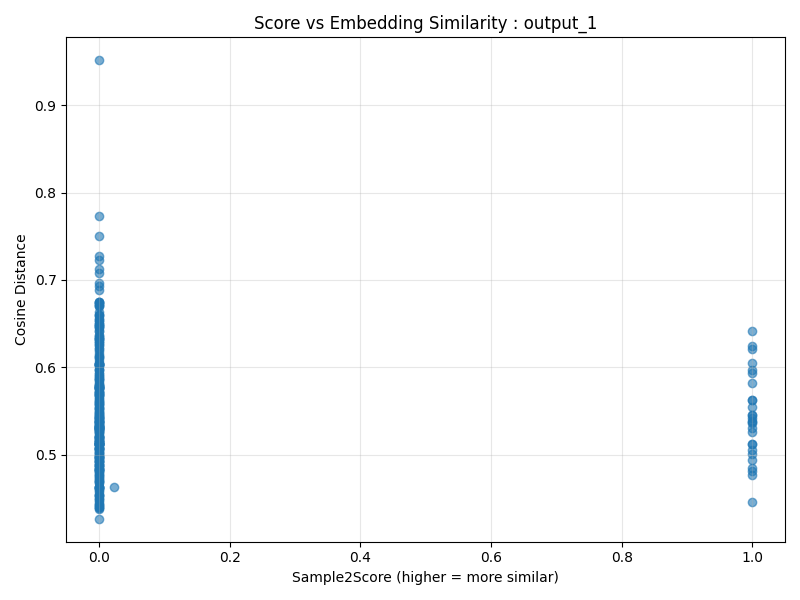 Score vs Embedding Similarity : output_1
Cosine Distance
0.9
0.8
0.7
0.6
0.5
0.0 0.2 0.4 0.6 0.8 1.0
Sample2Score (higher = more similar)